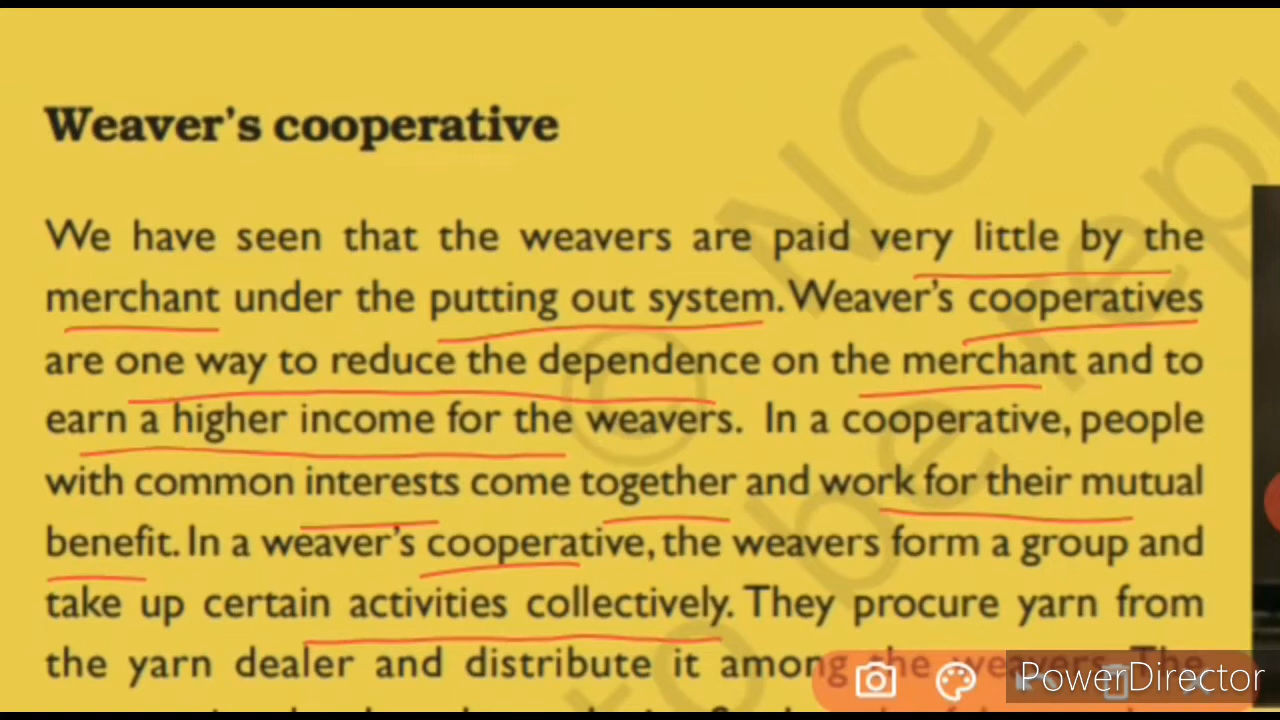 Weaver's cooperative
We have seen that the weavers are paid very little by the
merchant under the putting out system. Weaver's cooperatives
are one way to reduce the dependence on the merchant and to
earn a higher income for the weavers. In a cooperative, people
with common interests come together and work for their mutual
benefit. In a weaver's cooperative, the weavers form a group and
take up certain activities collectively. They procure yarn from
the yarn dealer and distribute it among the weavers. The
PowerDirector